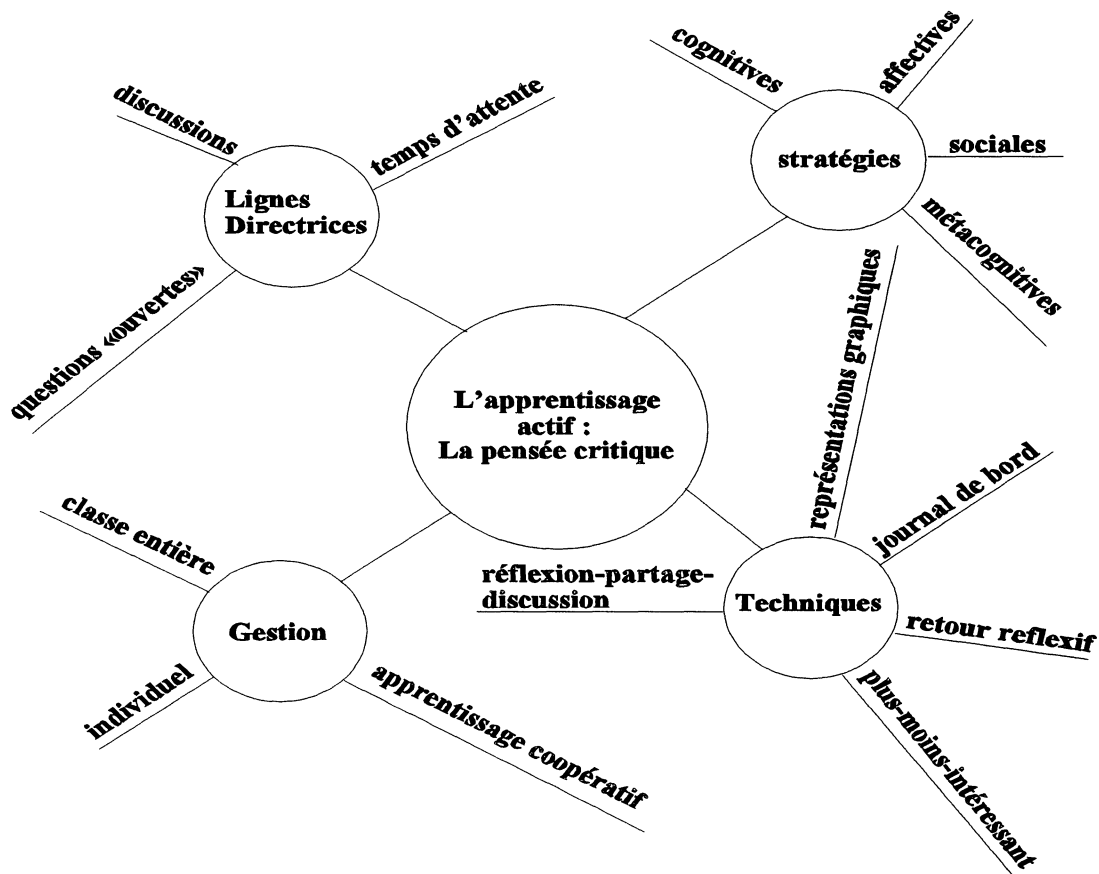 cognitives
affectives
sociales
métacognitives
stratégies
discussions
temps d'attente
Lignes
Directrices
questions «ouvertes»
L'apprentissage
actif :
La pensée critique
représentations graphiques
journal de bord
réflexion-partage-
discussion
Techniques
retour reflexif
plus-moins-intéressant
classe entière
Gestion
individuel
apprentissage coopératif